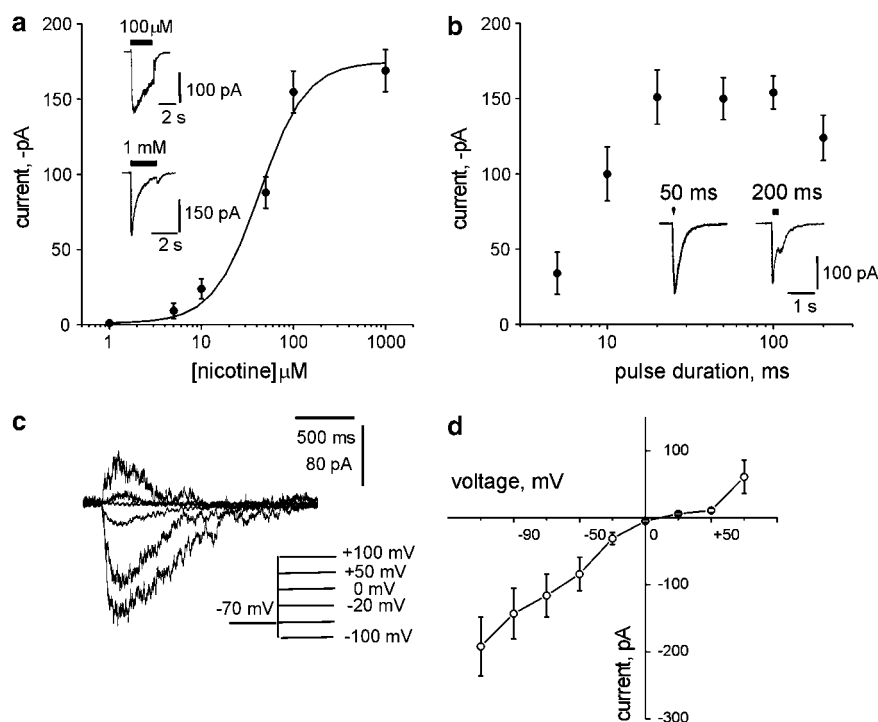 a
200
150
100
50
0
current, -pA
1
10
100
1000
[nicotine]μM
100μM
100 pA
2 s
1 mM
150 pA
2 s
b
200
150
100
50
0
current, -pA
10
100
pulse duration, ms
50 ms
200 ms
100 pA
1 s
c
500 ms
80 pA
-70 mV
+100 mV
+50 mV
0 mV
-20 mV
-100 mV
d
voltage, mV
100
-90
-50
0
+50
-100
-200
-300
current, pA